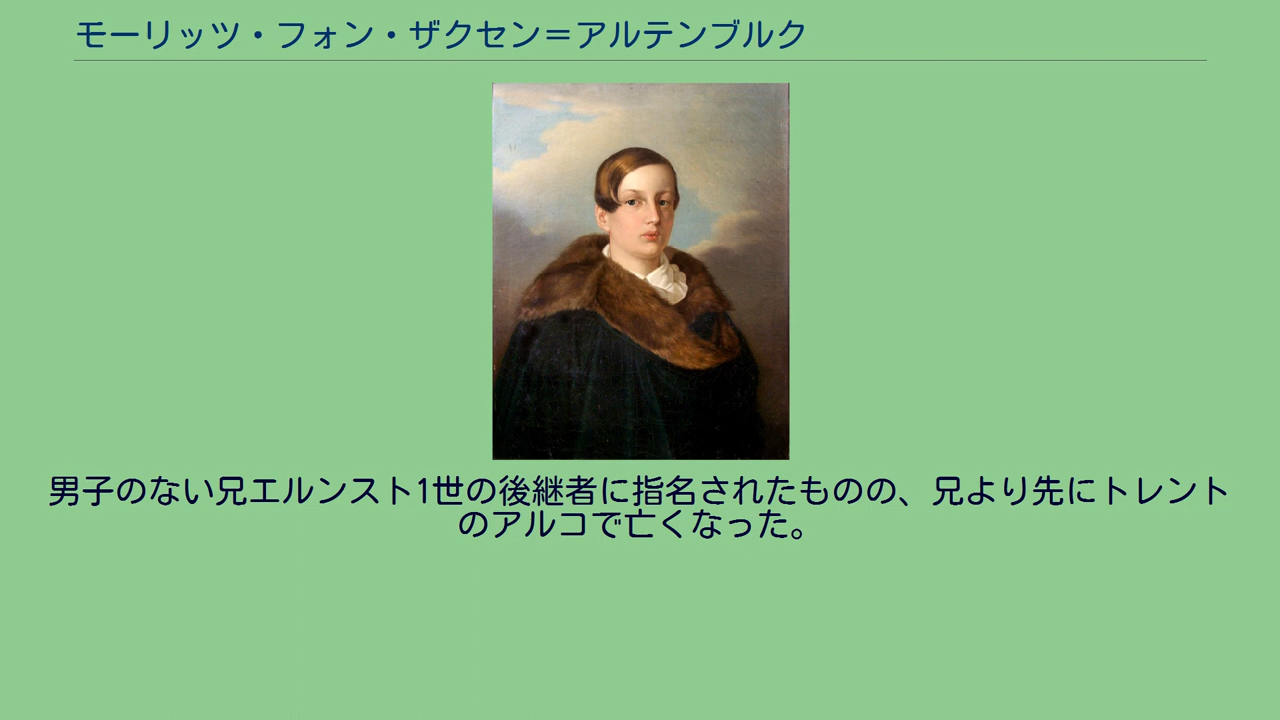 モーリッツ・フォン・ザクセン＝アルテンブルク
男子のない兄エルンスト1世の後継者に指名されたものの、兄より先にトレント
のアルコで亡くなった。